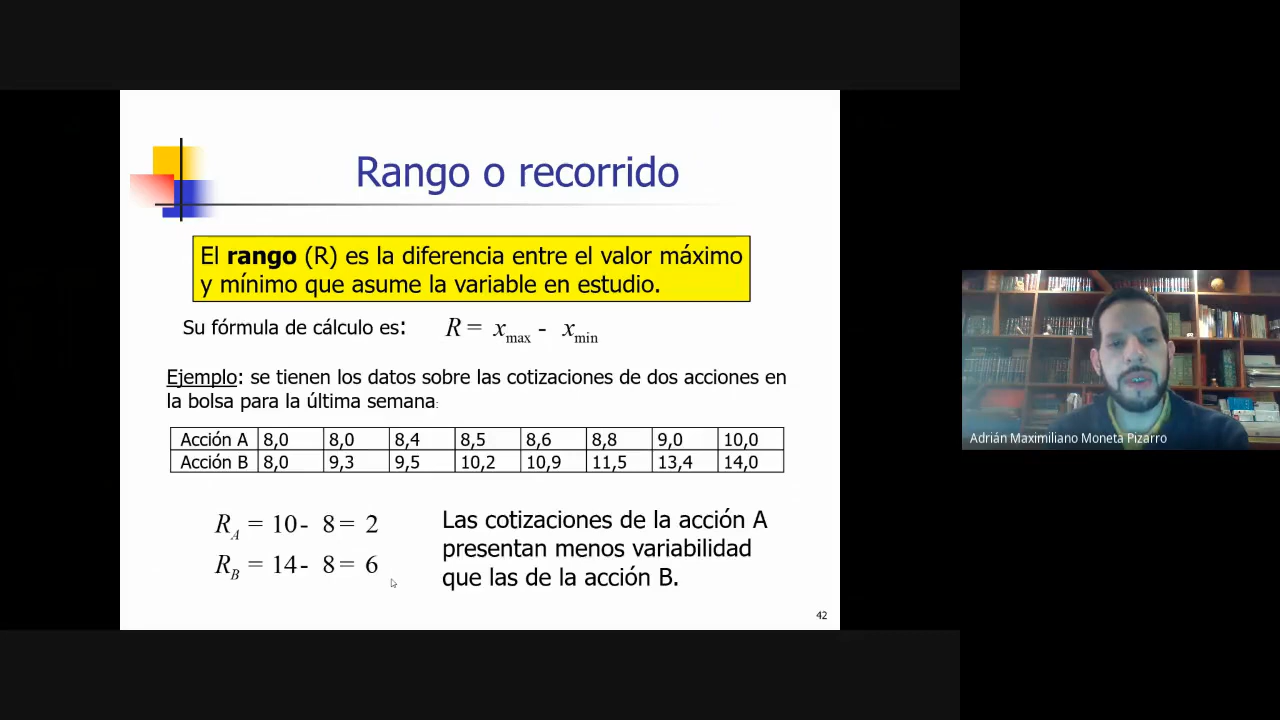 Rango o recorrido
El rango (R) es la diferencia entre el valor máximo
y mínimo que asume la variable en estudio.
Su fórmula de cálculo es: R = xmax - xmin
Ejemplo: se tienen los datos sobre las cotizaciones de dos acciones en
la bolsa para la última semana:
Acción A 8,0 8,0 8,4 8,5 8,6 8,8 9,0 10,0
Acción B 8,0 9,3 9,5 10,2 10,9 11,5 13,4 14,0
RA = 10 - 8 = 2
RB = 14 - 8 = 6
Las cotizaciones de la acción A
presentan menos variabilidad
que las de la acción B.
42
Adrián Maximiliano Moneta Pizarro